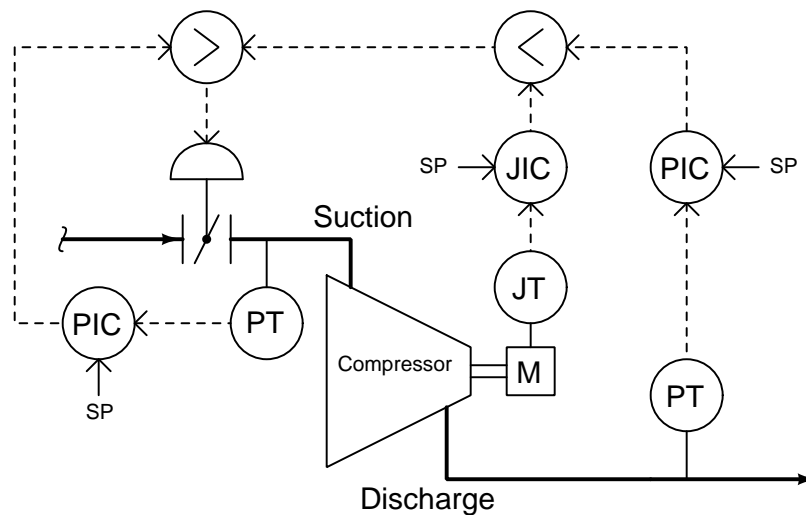 >
<
SP
JIC
PIC
SP
Suction
JT
PIC
PT
Compressor
M
SP
PT
Discharge